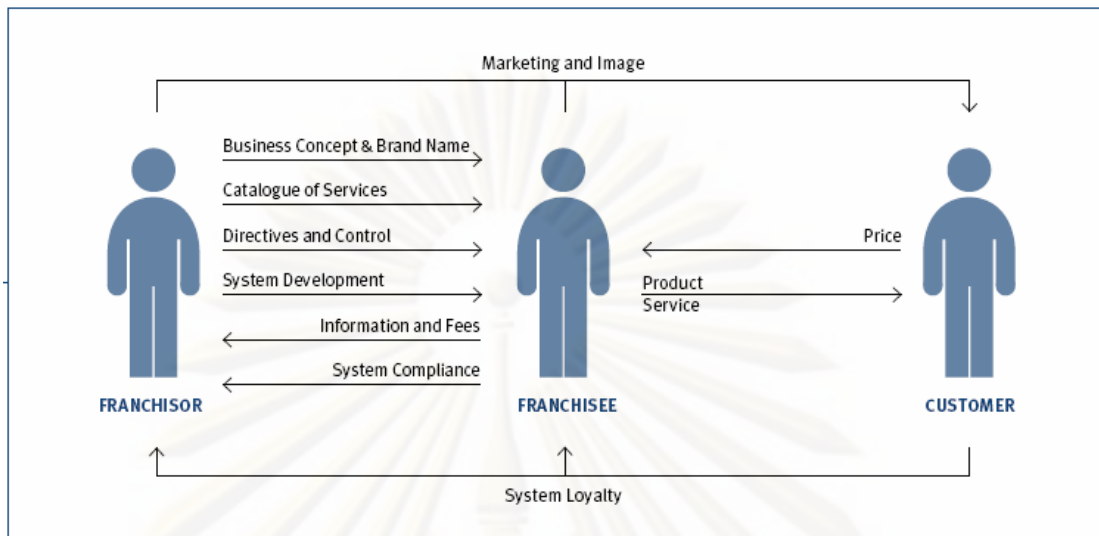 Marketing and Image
Business Concept & Brand Name
Catalogue of Services
Directives and Control
Price
System Development
Product
Service
Information and Fees
System Compliance
FRANCHISOR
FRANCHISEE
CUSTOMER
System Loyalty